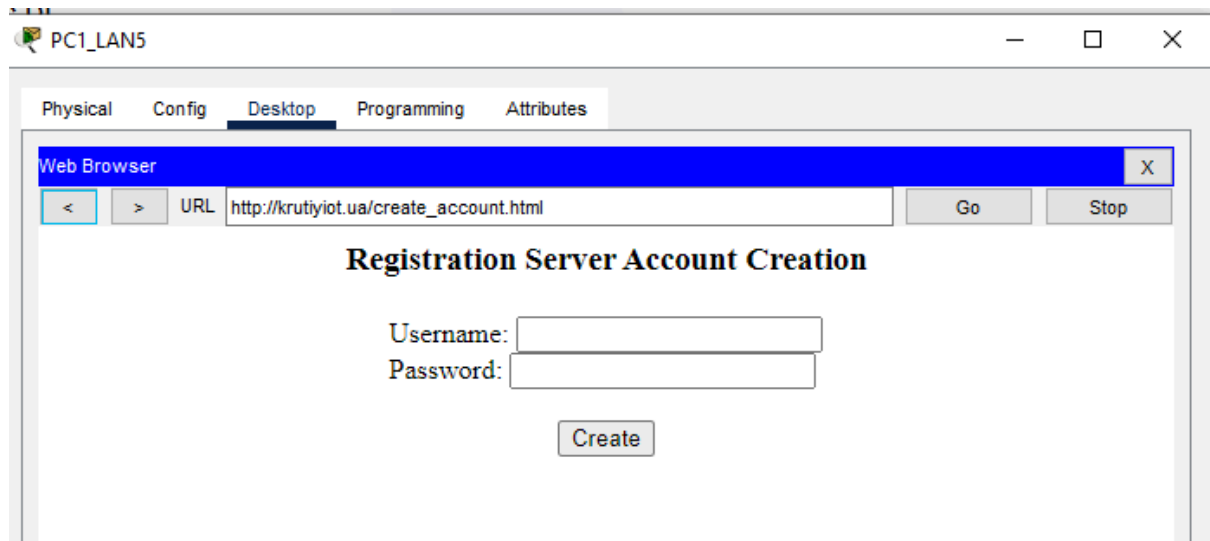 PC1_LAN5
Physical Config Desktop Programming Attributes
Web Browser X
< > URL http://krutiyiot.ua/create_account.html Go Stop
Registration Server Account Creation
Username:
Password:
Create